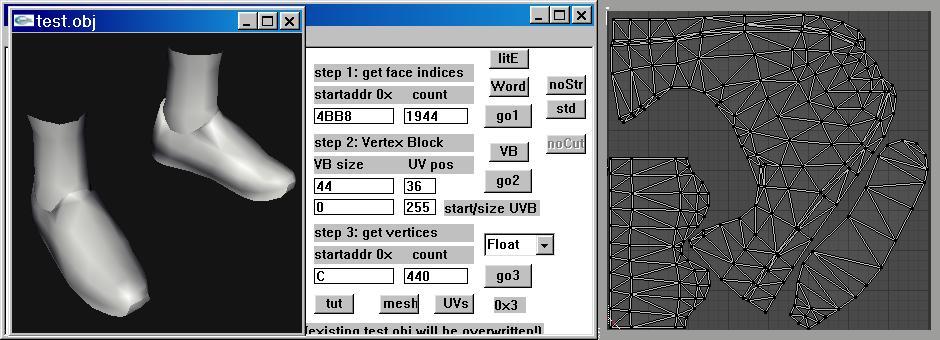 test.obj
litE
step 1: get face indices
startaddr 0x count
Word noStr
4BB8 1944
go1 std
step 2: Vertex Block
VB noCut
VB size UV pos
44 36
go2
0 255 start/size UVB
step 3: get vertices
Float
startaddr 0x count
C 440
go3
tut mesh UVs 0x3
(existing test.obj will be overwritten!)